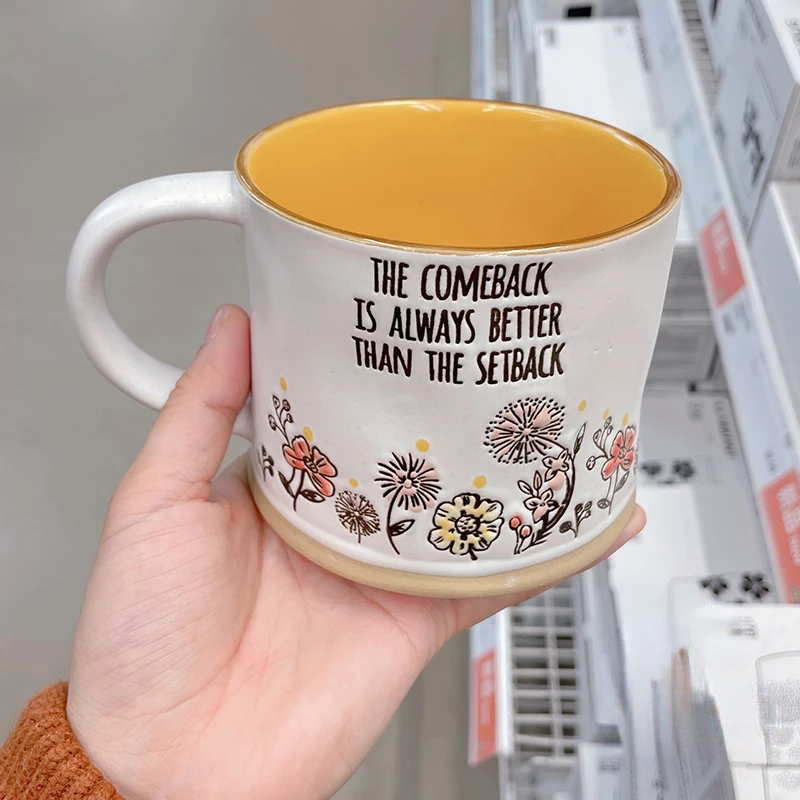 THE COMEBACK
IS ALWAYS BETTER
THAN THE SETBACK